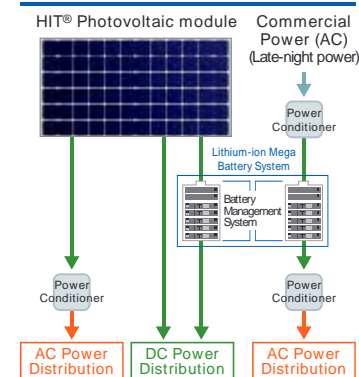 HIT® Photovoltaic module
Commercial
Power (AC)
(Late-night power)
Power
Conditioner
Lithium-ion Mega
Battery System
Battery
Management
System
Power
Conditioner
Power
Conditioner
AC Power
Distribution
DC Power
Distribution
AC Power
Distribution